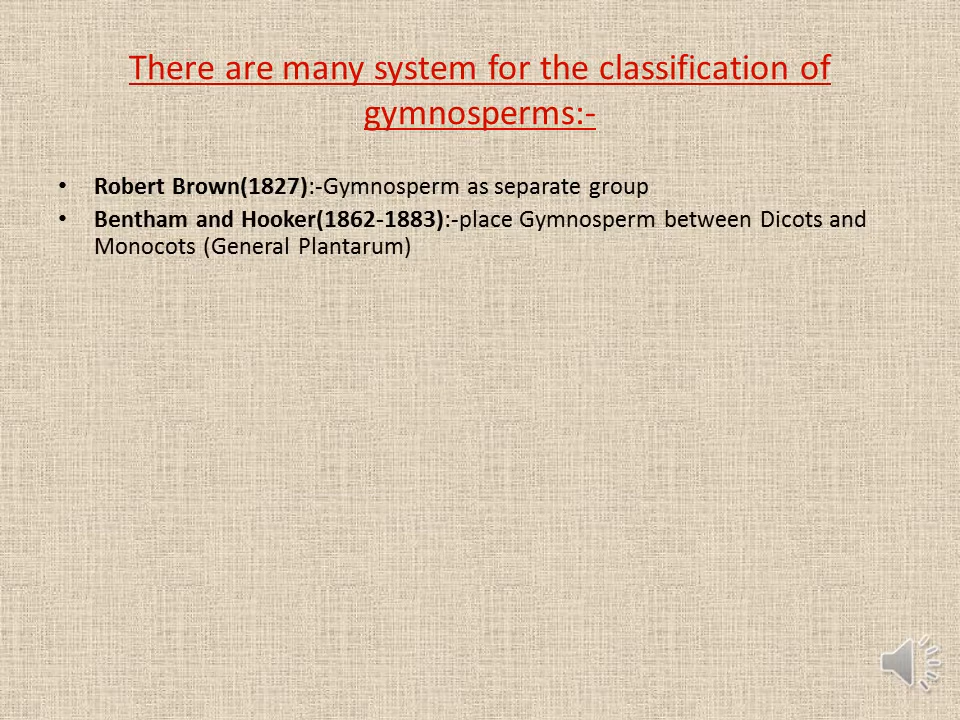 There are many system for the classification of
gymnosperms:-
• Robert Brown(1827):-Gymnosperm as separate group
• Bentham and Hooker(1862-1883):-place Gymnosperm between Dicots and
Monocots (General Plantarum)